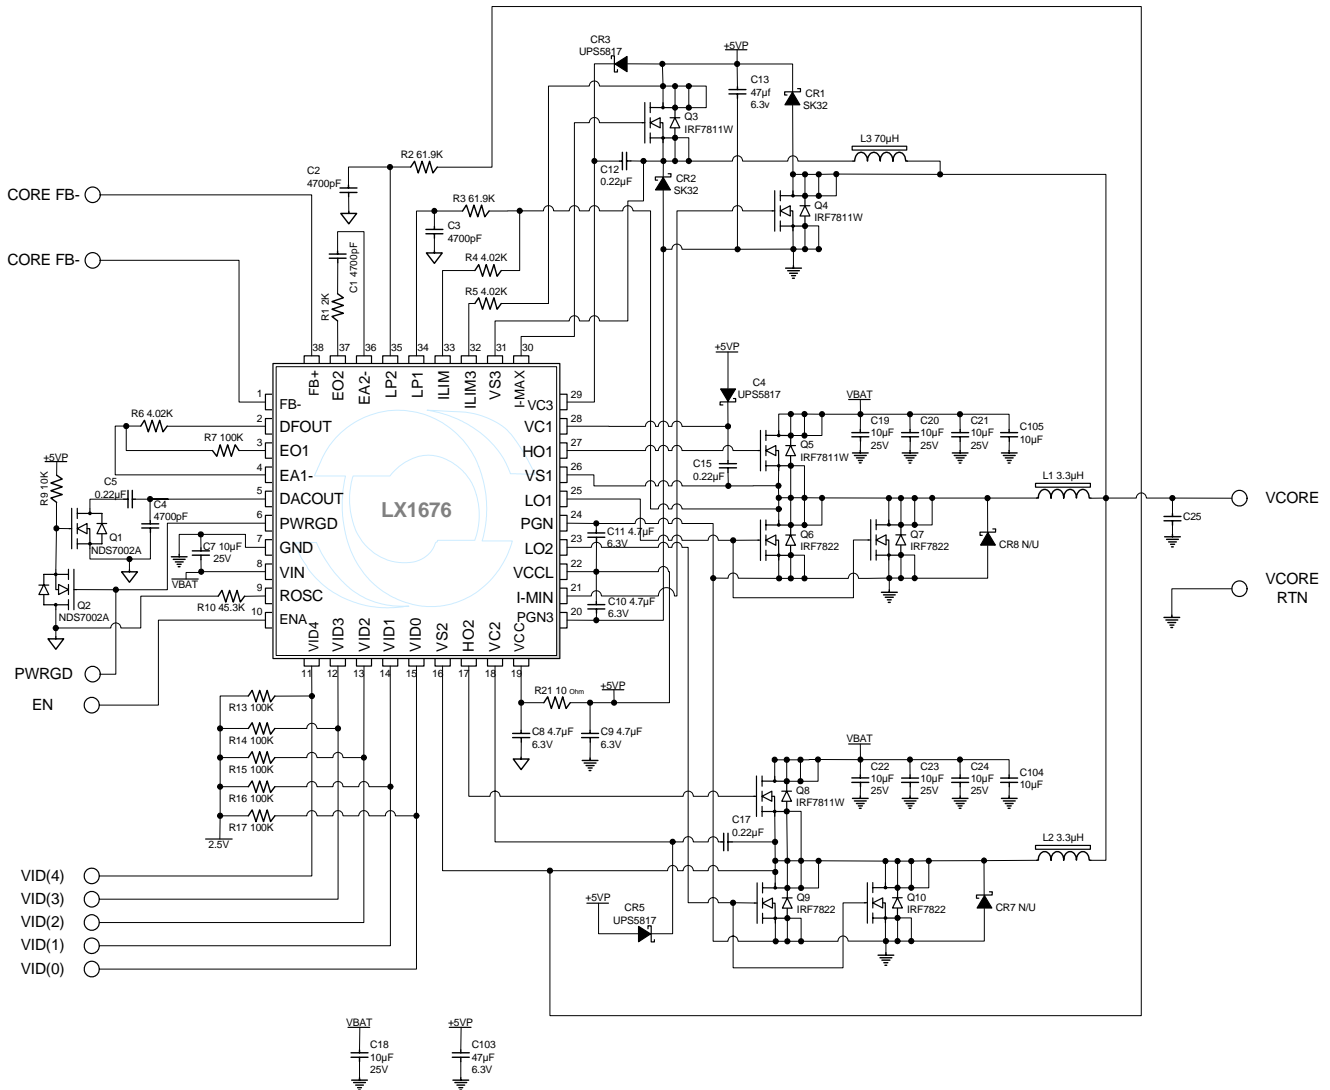 CR3
UPS5817
+5VP
C13
47µf
6.3v
CR1
SK32
Q3
IRF7811W
L3 70µH
R2 61.9K
C2
4700pF
C12
0.22µF
CR2
SK32
CORE FB-
R3 61.9K
C3
4700pF
Q4
IRF7811W
CORE FB-
C1 4700pF
R4 4.02K
R1 2K
R5 4.02K
38
37
36
35
34
33
32
31
30
FB+
EO2
EA2-
LP2
LP1
ILIM
ILIM3
VS3
I-MAX
+5VP
C4
UPS5817
1
FB-
VC3
29
2
DFOUT
VC1
28
3
EO1
HO1
27
4
EA1-
VS1
26
5
DACOUT
LO1
25
6
PWRGD
PGN
24
7
GND
LO2
23
8
VIN
VCCL
22
9
ROSC
I-MIN
21
10
ENA
PGN3
20
LX1676
R6 4.02K
R7 100K
+5VP
R9 10K
C5
0.22µF
C4
4700pF
Q1
NDS7002A
C7 10µF
25V
VBAT
Q2
NDS7002A
R10 45.3K
VBAT
C19
10µF
25V
C20
10µF
25V
C21
10µF
25V
C105
10µF
Q5
IRF7811W
C15
0.22µF
L1 3.3µH
VCORE
C25
C11 4.7µF
6.3V
Q6
IRF7822
Q7
IRF7822
CR8 N/U
C10 4.7µF
6.3V
VCORE
RTN
VID4
VID3
VID2
VID1
VID0
VS2
HO2
VC2
VCC
11
12
13
14
15
16
17
18
19
PWRGD
EN
R13 100K
R14 100K
R15 100K
R16 100K
R17 100K
2.5V
R21 10 Ohm
+5VP
C8 4.7µF
6.3V
C9 4.7µF
6.3V
VBAT
C22
10µF
25V
C23
10µF
25V
C24
10µF
25V
C104
10µF
Q8
IRF7811W
C17
0.22µF
L2 3.3µH
VID(4)
VID(3)
VID(2)
VID(1)
VID(0)
+5VP
CR5
UPS5817
Q9
IRF7822
Q10
IRF7822
CR7 N/U
VBAT
C18
10µF
25V
+5VP
C103
47µF
6.3V